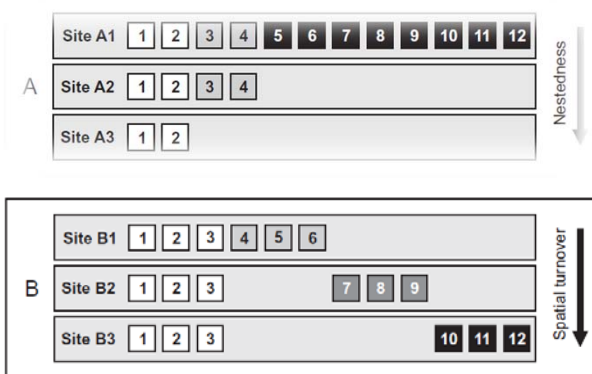 Site A1 1 2 3 4 5 6 7 8 9 10 11 12
A
Site A2 1 2 3 4
Site A3 1 2
Nestedness
Site B1 1 2 3 4 5 6
B
Site B2 1 2 3 7 8 9
Site B3 1 2 3 10 11 12
Spatial turnover